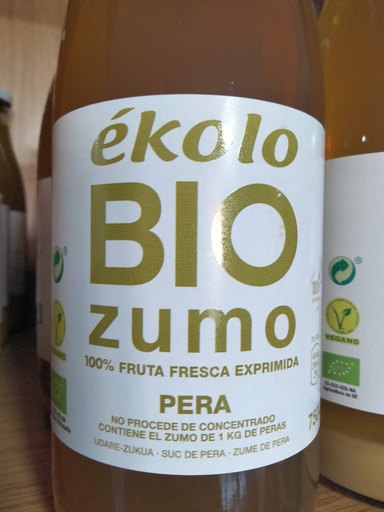 ékolo
BIO
zumo
100% FRUTA FRESCA EXPRIMIDA
PERA
NO PROCEDE DE CONCENTRADO
CONTIENE EL ZUMO DE 1 KG DE PERAS
UDARE-ZUKUA · SUC DE PERA · ZUME DE PERA
VEGANO